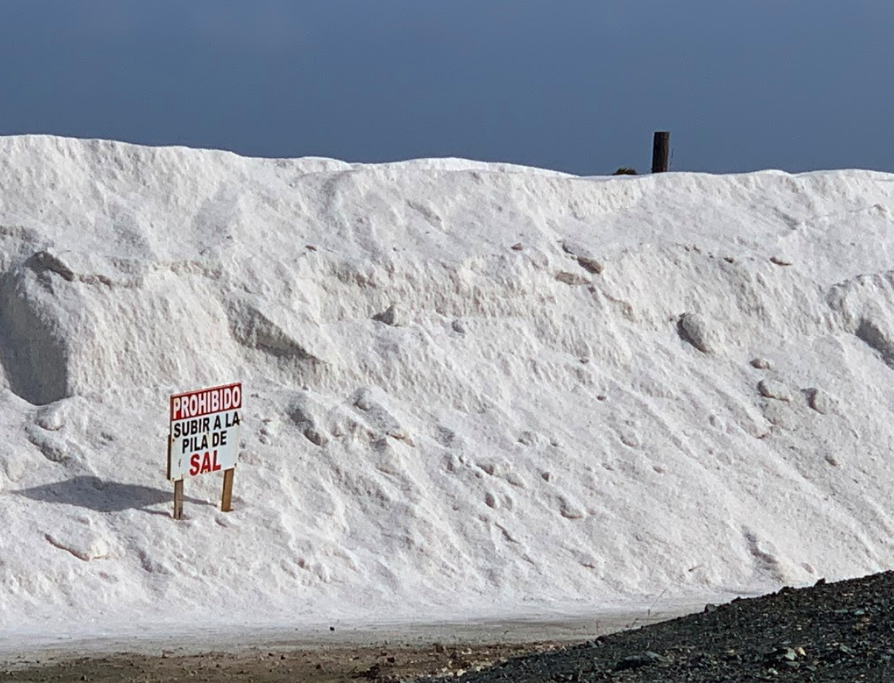 PROHIBIDO
SUBIR A LA
PILA DE
SAL